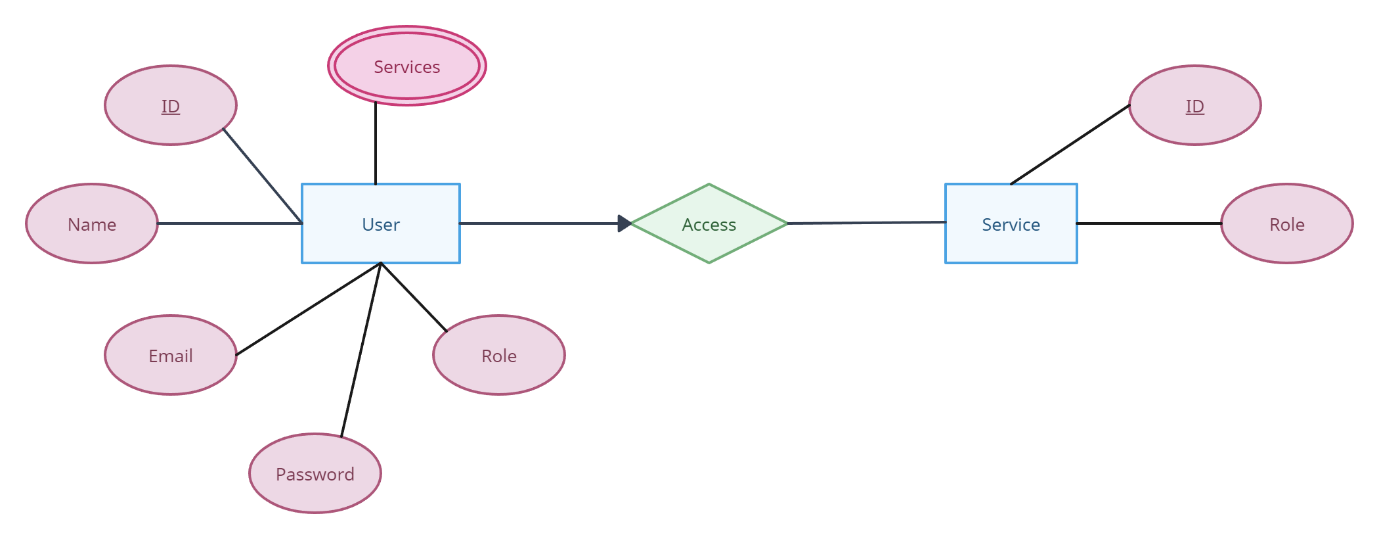 Services
ID
ID
Name
User
Access
Service
Role
Email
Role
Password